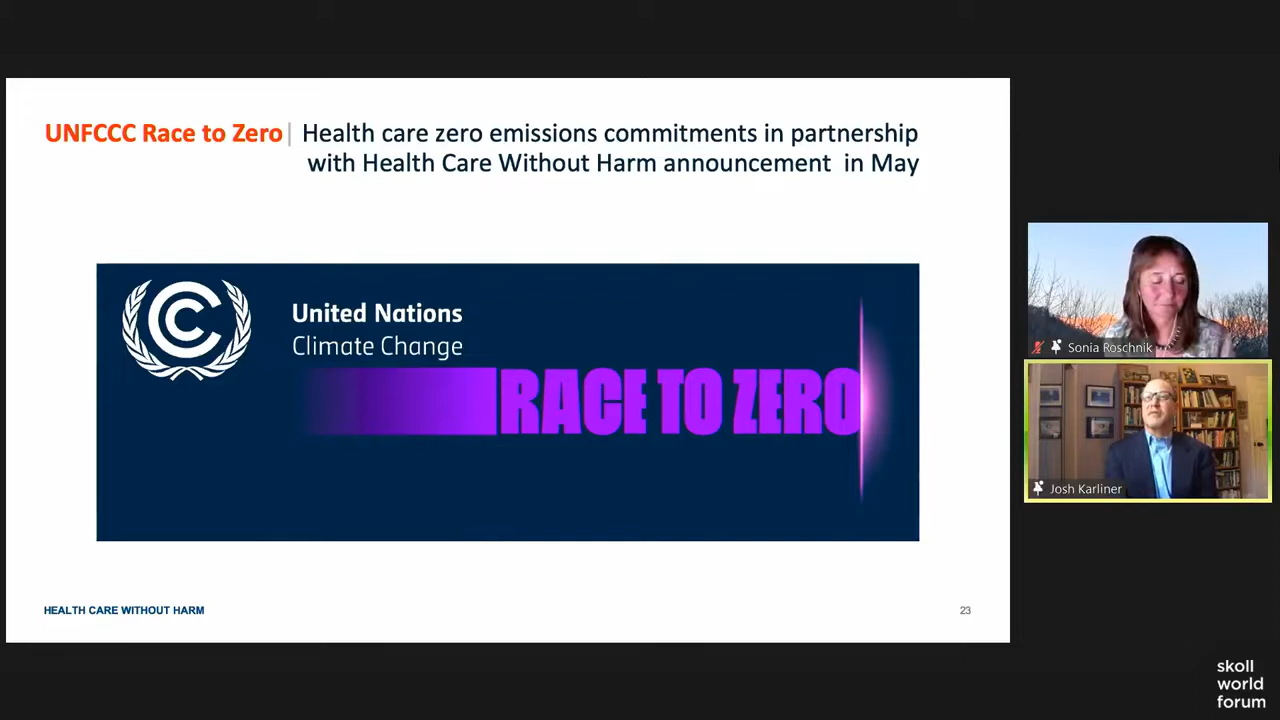 UNFCCC Race to Zero| Health care zero emissions commitments in partnership
with Health Care Without Harm announcement in May
United Nations
Climate Change
RACE TO ZERO
HEALTH CARE WITHOUT HARM
23
Sonia Roschnik
Josh Karliner
skoll
world
forum